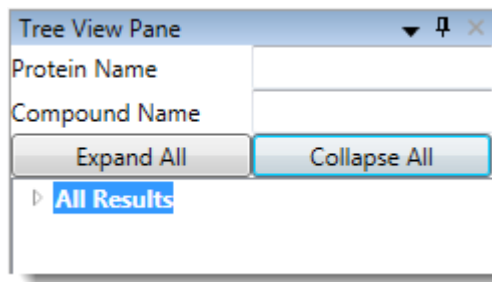 Tree View Pane
Protein Name
Compound Name
Expand All Collapse All
All Results